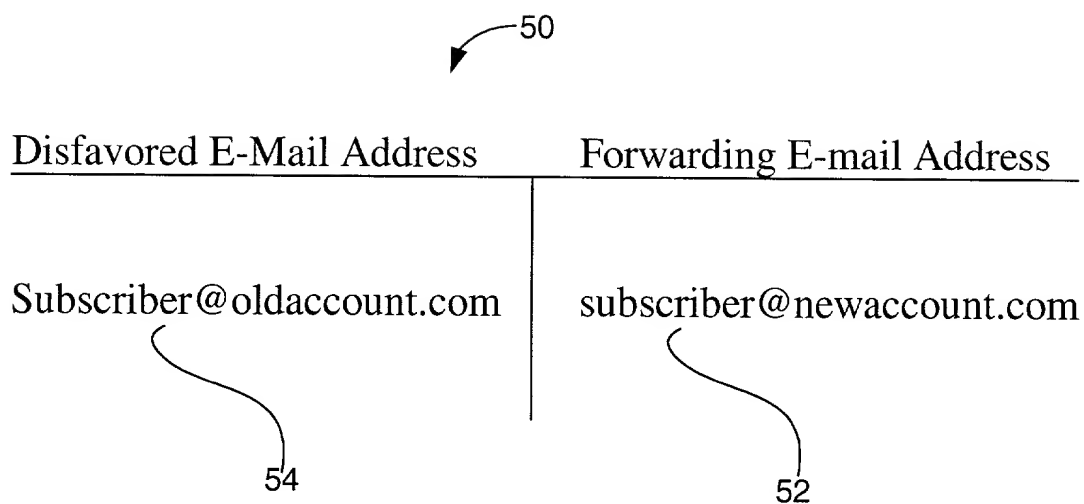 50
Disfavored E-Mail Address
Forwarding E-mail Address
Subscriber@oldaccount.com
subscriber@newaccount.com
54
52